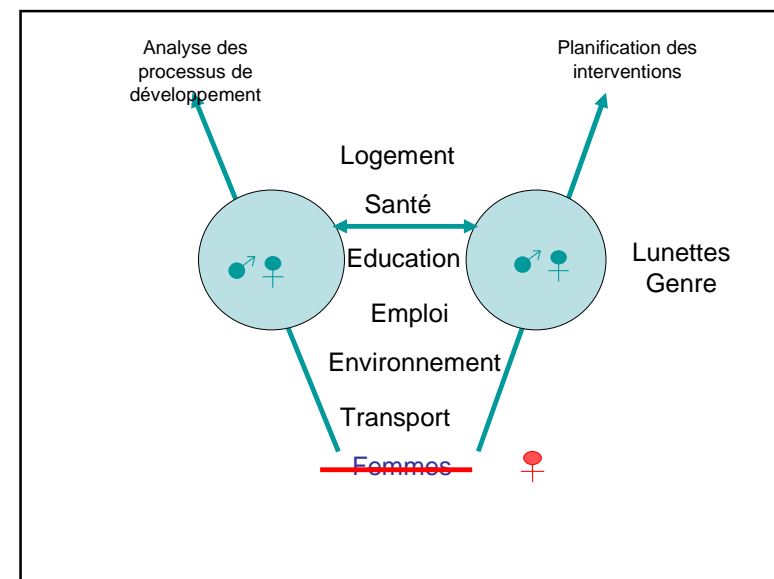 Analyse des
processus de
développement
Planification des
interventions
Logement
Santé
Education
Emploi
Environnement
Transport
Femmes
Lunettes
Genre